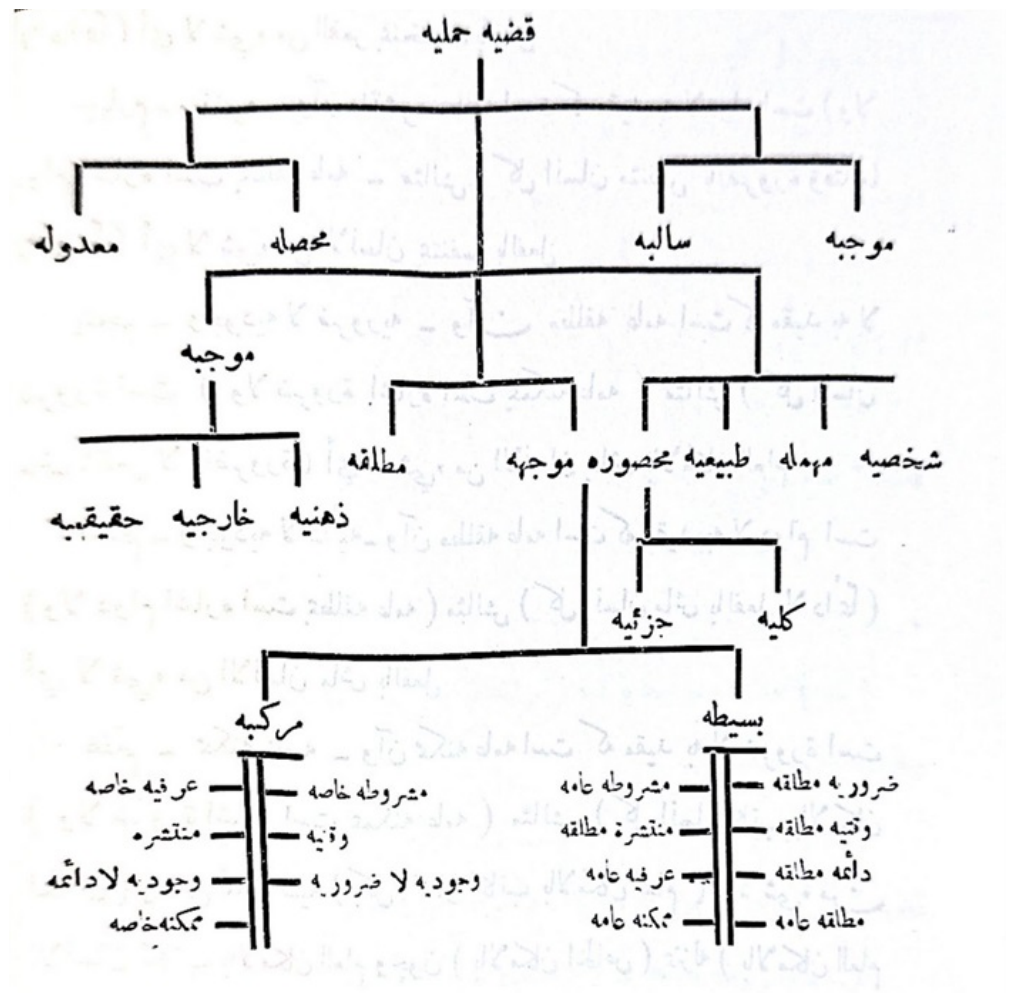 قضیه حملیه
موجبه سالبه محصله معدوله
موجبه
شخصیه مهمله طبیعیه محصوره موجهه مطلقه
ذهنیه خارجیه حقیقیه
کلیه جزئیه
بسیطه
ضروریه مطلقه مشروطه عامه
وقتیه مطلقه منتشرة مطلقه
دائمه مطلقه عرفیه عامه
مطلقه عامه ممکنه عامه
مرکبه
مشروطه خاصه عرفیه خاصه
وقتیه منتشره
وجودیه لا ضروریه وجودیه لادائمه
ممکنه خاصه